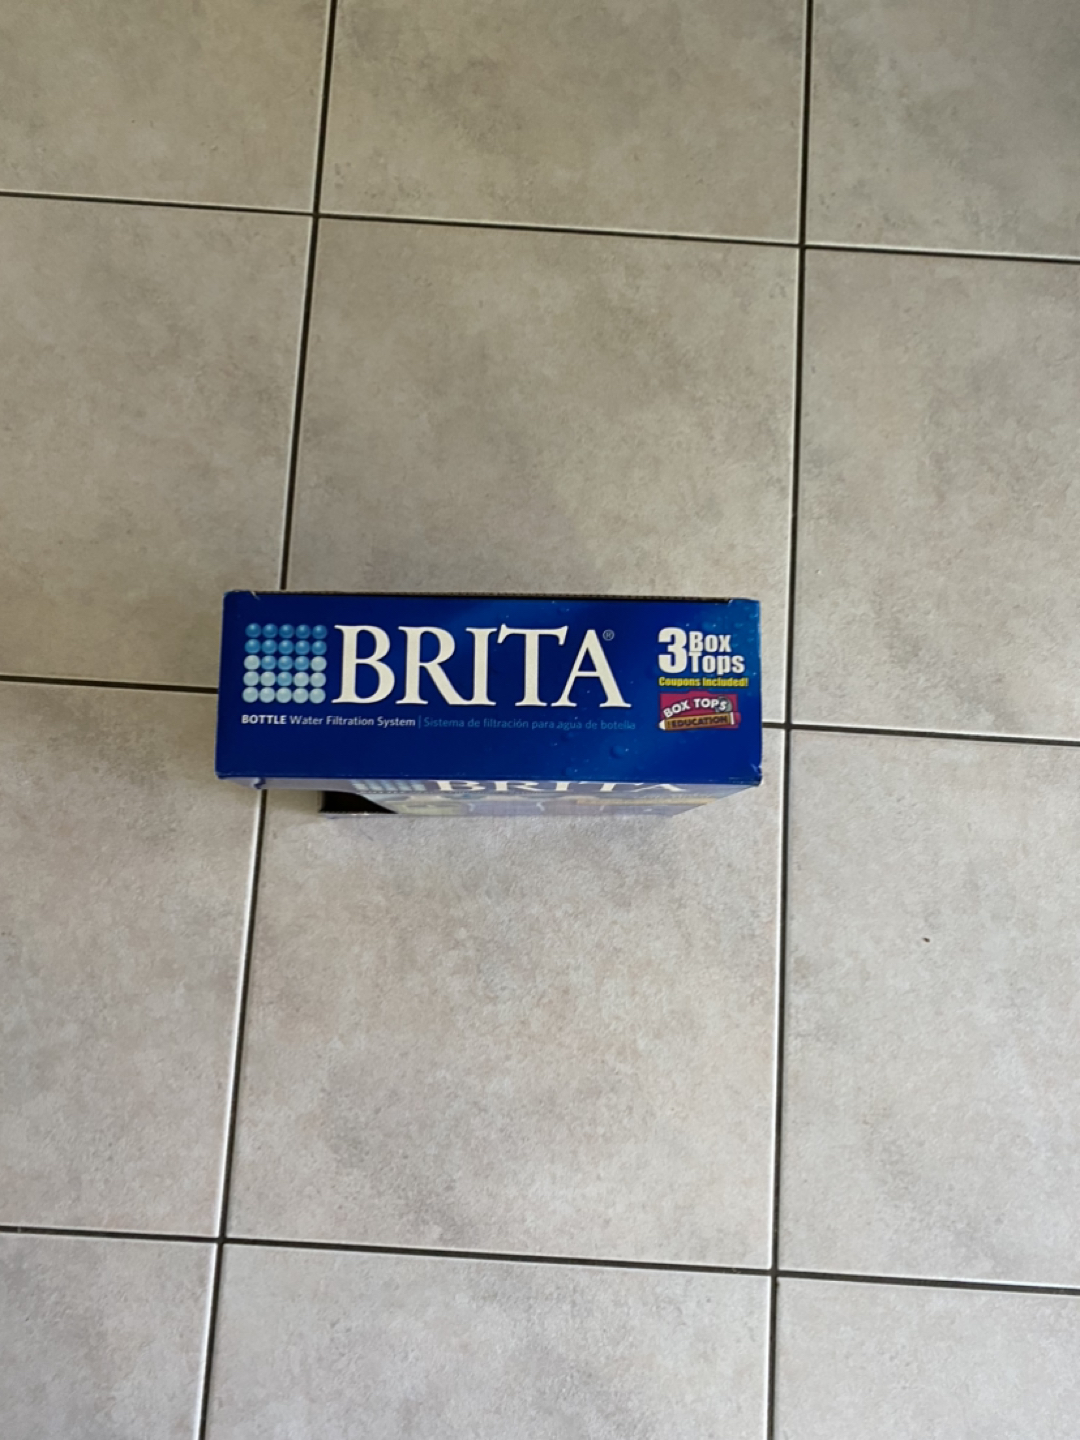 BRITA®
BOTTLE Water Filtration System | Sistema de filtración para agua de botella
3 Box Tops
Coupons Included!
BOX TOPS
EDUCATION
BRITA